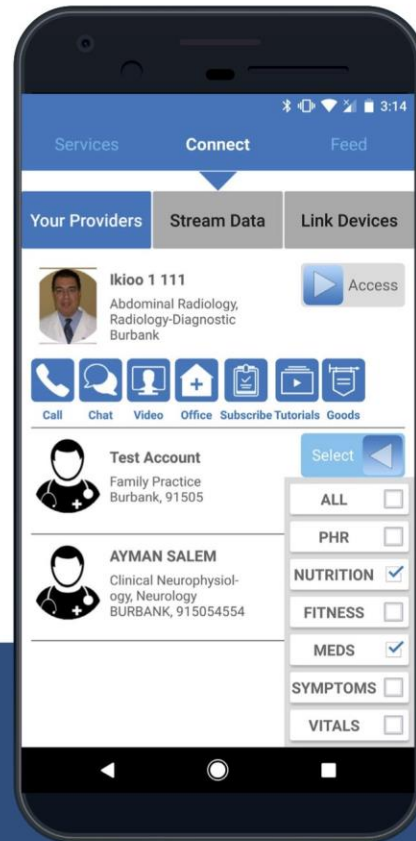 3:14
Services Connect Feed
Your Providers Stream Data Link Devices
Ikioo 1 111
Access
Abdominal Radiology,
Radiology-Diagnostic
Burbank
Call Chat Video Office Subscribe Tutorials Goods
Test Account
Select
Family Practice
Burbank, 91505
ALL
PHR
AYMAN SALEM
NUTRITION
Clinical Neurophysiol-
ogy, Neurology
FITNESS
BURBANK, 915054554
MEDS
SYMPTOMS
VITALS